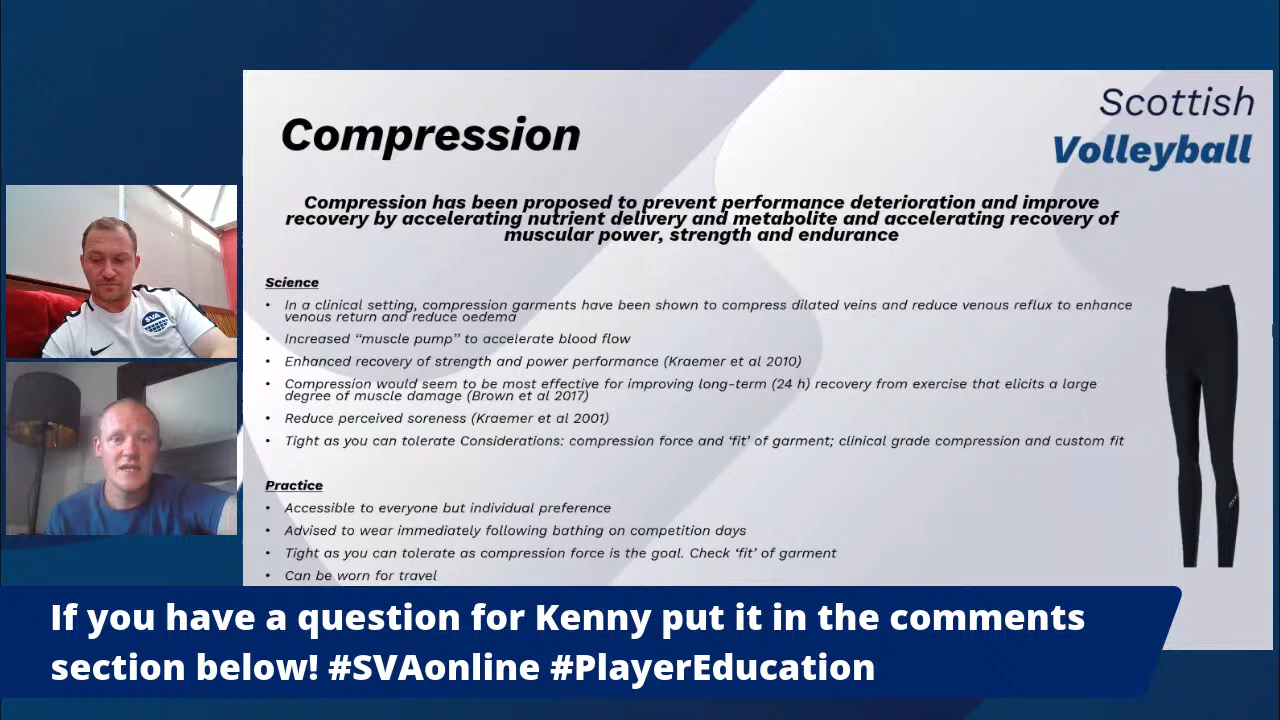 Scottish
Volleyball
Compression
Compression has been proposed to prevent performance deterioration and improve
recovery by accelerating nutrient delivery and metabolite and accelerating recovery of
muscular power, strength and endurance
Science
• In a clinical setting, compression garments have been shown to compress dilated veins and reduce venous reflux to enhance
venous return and reduce oedema
• Increased “muscle pump” to accelerate blood flow
• Enhanced recovery of strength and power performance (Kraemer et al 2010)
• Compression would seem to be most effective for improving long-term (24 h) recovery from exercise that elicits a large
degree of muscle damage (Brown et al 2017)
• Reduce perceived soreness (Kraemer et al 2001)
• Tight as you can tolerate Considerations: compression force and ‘fit’ of garment; clinical grade compression and custom fit
Practice
• Accessible to everyone but individual preference
• Advised to wear immediately following bathing on competition days
• Tight as you can tolerate as compression force is the goal. Check ‘fit’ of garment
• Can be worn for travel
SVA
If you have a question for Kenny put it in the comments
section below! #SVAonline #PlayerEducation